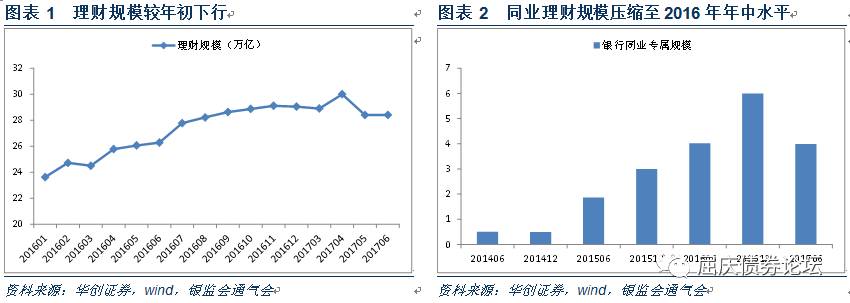 图表 1 理财规模较年初下行
理财规模（万亿）
32
30
28
26
24
22
20
201601 201602 201603 201604 201605 201606 201607 201608 201609 201610 201611 201612 201703 201704 201705 201706
资料来源：华创证券，wind，银监会通气会
图表 2 同业理财规模压缩至 2016 年年中水平
银行同业专属规模
7
6
5
4
3
2
1
0
201406 201412 201506
屈庆债券论坛
资料来源：华创证券，wind，银监会通气会